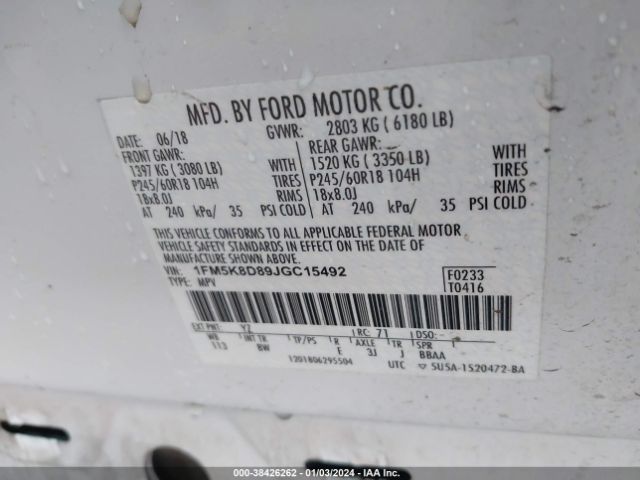 MFD. BY FORD MOTOR CO.
DATE: 06/18 GVWR: 2803 KG ( 6180 LB)
FRONT GAWR: REAR GAWR:
1397 KG ( 3080 LB) WITH 1520 KG ( 3350 LB) WITH
P245/60R18 104H TIRES P245/60R18 104H TIRES
18x8.0J RIMS 18x8.0J RIMS
AT 240 kPa/ 35 PSI COLD AT 240 kPa/ 35 PSI COLD
THIS VEHICLE CONFORMS TO ALL APPLICABLE FEDERAL MOTOR
VEHICLE SAFETY STANDARDS IN EFFECT ON THE DATE OF
MANUFACTURE SHOWN ABOVE.
VIN: 1FM5K8D89JGC15492 F0233
TYPE: MPV T0416
EXT PNT: YZ RC: 71 DSO:
WB INT TR TP/PS R AXLE TR SPR
113 BW E 3J J BBAA
1201806295504 UTC 5U5A-1520472-BA
000-38426262 - 01/03/2024 - IAA Inc.